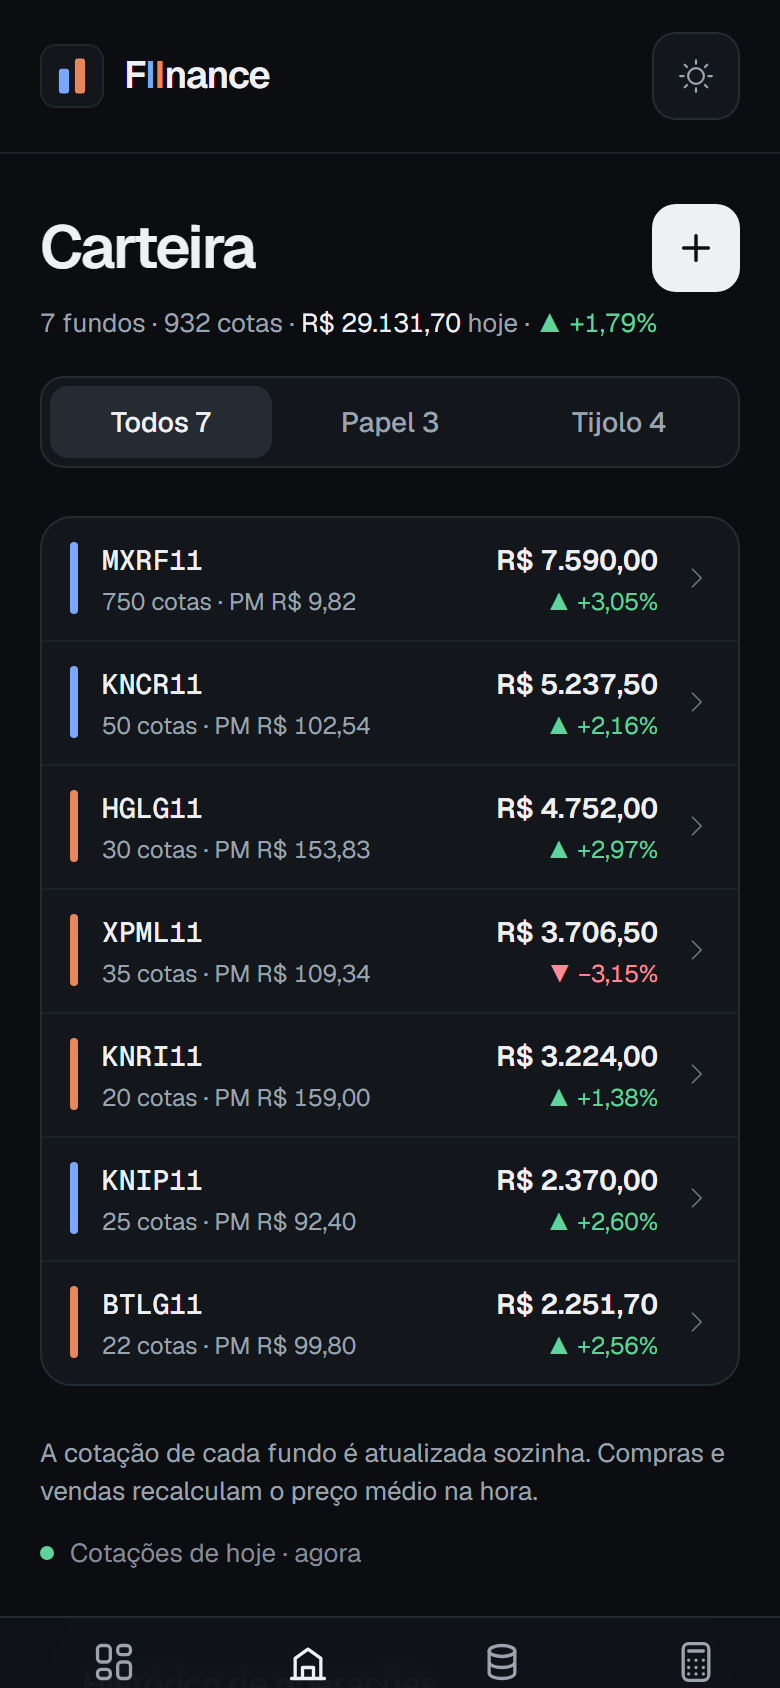 FIInance
Carteira
7 fundos · 932 cotas · R$ 29.131,70 hoje · ▲ +1,79%
Todos 7
Papel 3
Tijolo 4
MXRF11
R$ 7.590,00
750 cotas · PM R$ 9,82
▲ +3,05%
KNCR11
R$ 5.237,50
50 cotas · PM R$ 102,54
▲ +2,16%
HGLG11
R$ 4.752,00
30 cotas · PM R$ 153,83
▲ +2,97%
XPML11
R$ 3.706,50
35 cotas · PM R$ 109,34
▼ −3,15%
KNRI11
R$ 3.224,00
20 cotas · PM R$ 159,00
▲ +1,38%
KNIP11
R$ 2.370,00
25 cotas · PM R$ 92,40
▲ +2,60%
BTLG11
R$ 2.251,70
22 cotas · PM R$ 99,80
▲ +2,56%
A cotação de cada fundo é atualizada sozinha. Compras e
vendas recalculam o preço médio na hora.
Cotações de hoje · agora